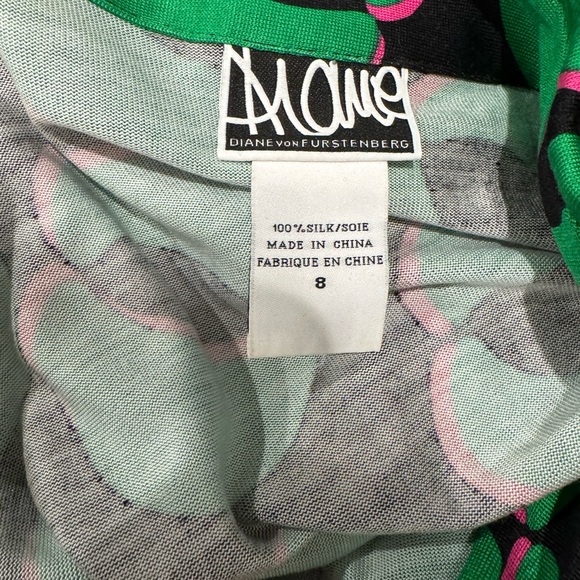 Diane
DIANE VON FURSTENBERG
100%SILK/SOIE
MADE IN CHINA
FABRIQUE EN CHINE
8